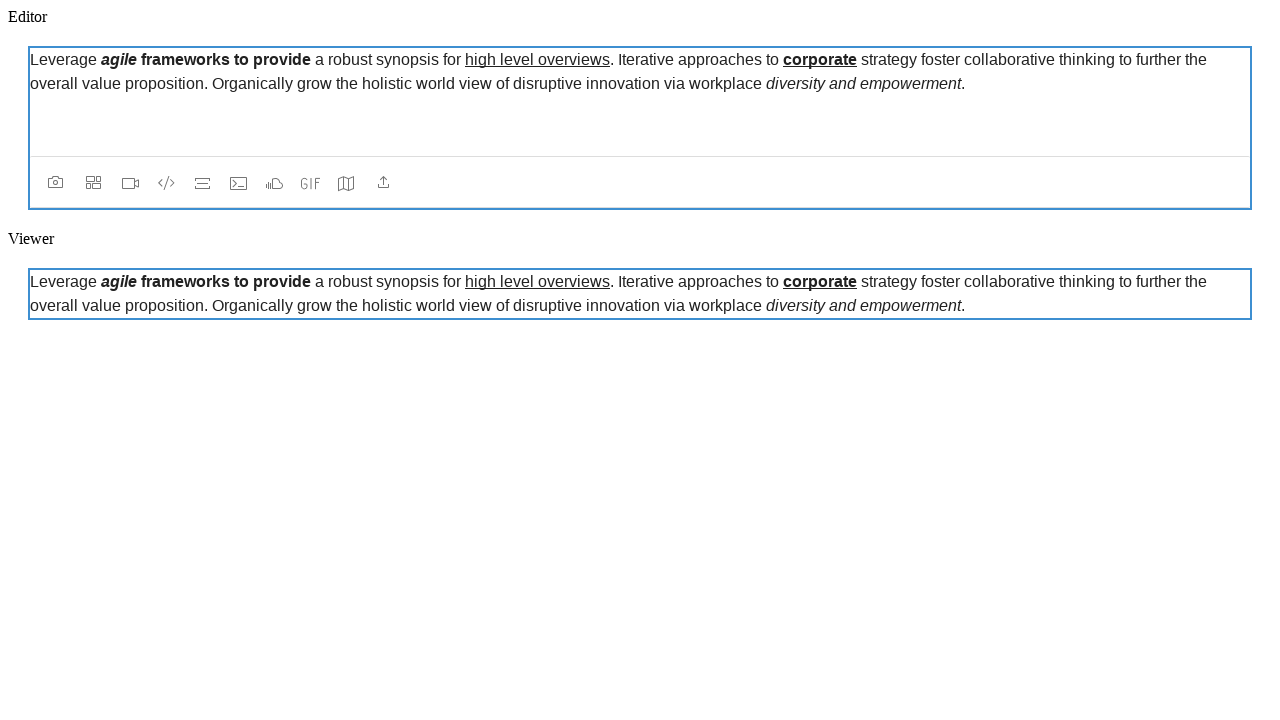 Editor
Leverage agile frameworks to provide a robust synopsis for high level overviews. Iterative approaches to corporate strategy foster collaborative thinking to further the
overall value proposition. Organically grow the holistic world view of disruptive innovation via workplace diversity and empowerment.
GIF
Viewer
Leverage agile frameworks to provide a robust synopsis for high level overviews. Iterative approaches to corporate strategy foster collaborative thinking to further the
overall value proposition. Organically grow the holistic world view of disruptive innovation via workplace diversity and empowerment.